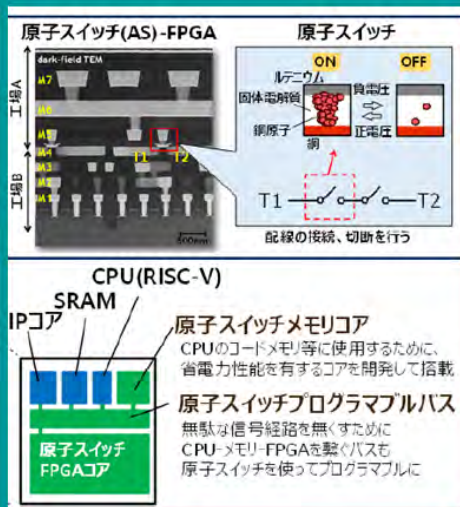 原子スイッチ(AS)-FPGA
dark-field TEM
工場A
工場B
M7
M6
M5
M4
M3
M2
M1
T1
T2
500nm
原子スイッチ
ON
OFF
ルテニウム
固体電解質
銅原子
銅
負電圧
正電圧
T1
T2
配線の接続、切断を行う
CPU(RISC-V)
SRAM
IPコア
原子スイッチ
FPGAコア
原子スイッチメモリコア
CPUのコードメモリ等に使用するために、
省電力性能を有するコアを開発して搭載
原子スイッチプログラマブルバス
無駄な信号経路を無くすために
CPU-メモリ-FPGAを繋ぐバスも
原子スイッチを使ってプログラマブルに